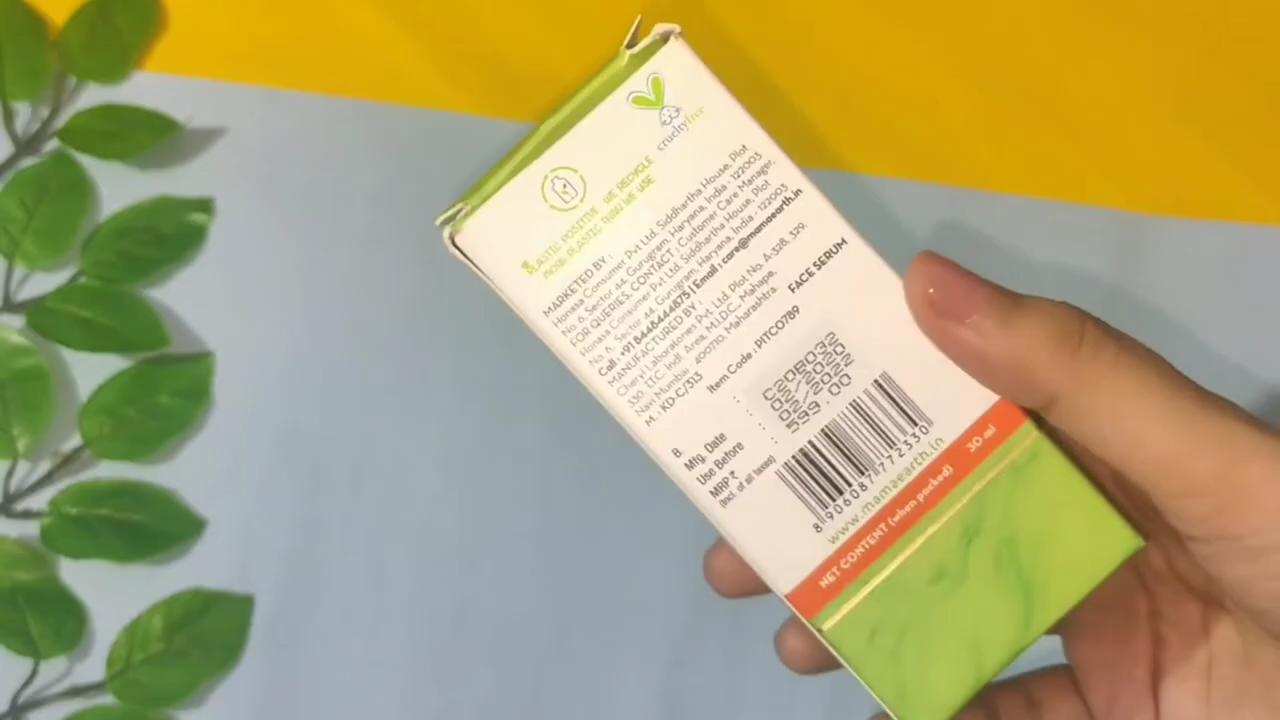 crueltyfree
PLASTIC POSITIVE - WE RECYCLE
MORE PLASTIC THAN WE USE
MARKETED BY :
Honasa Consumer Pvt Ltd, Siddhartha House, Plot
No. 6, Sector 44, Gurugram, Haryana, India - 122003
FOR QUERIES, CONTACT : Customer Care Manager,
Honasa Consumer Pvt Ltd, Siddhartha House, Plot
No. 6, Sector 44, Gurugram, Haryana India - 122003
Call : +91 8448444875 | Email : care@mamaearth.in
MANUFACTURED BY :
Cheryl Laboratories Pvt. Ltd. Plot No. A-328, 329,
330, T.T.C. Indl. Area, M.I.D.C., Mahape,
Navi Mumbai - 400710, Maharashtra.
M. : KD-C/313
FACE SERUM
Item Code : PITC0789
B. : C20B032
Mfg. Date : 02/2020
Use Before : 02/2022
MRP ₹ : 599.00
(Incl. of all taxes)
8 906087 772330
www.mamaearth.in
NET CONTENT (when packed) 30 ml